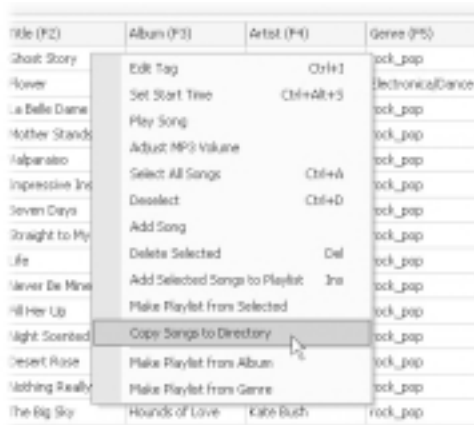 Title (F2) Album (F3) Artist (F4) Genre (F5)
Ghost Story rock_pop
Flower Electronica/Dance
La Belle Dame rock_pop
Mother Stands rock_pop
Valparaiso rock_pop
Impressive Ins rock_pop
Seven Days rock_pop
Straight to My rock_pop
Life rock_pop
Never Be Mine rock_pop
Fill Her Up rock_pop
Night Scented rock_pop
Desert Rose rock_pop
Nothing Really rock_pop
The Big Sky Hounds of Love Kate Bush rock_pop
Edit Tag Ctrl+I
Set Start Time Ctrl+Alt+S
Play Song
Adjust MP3 Volume
Select All Songs Ctrl+A
Deselect Ctrl+D
Add Song
Delete Selected Del
Add Selected Songs to Playlist Ins
Make Playlist from Selected
Copy Songs to Directory
Make Playlist from Album
Make Playlist from Genre